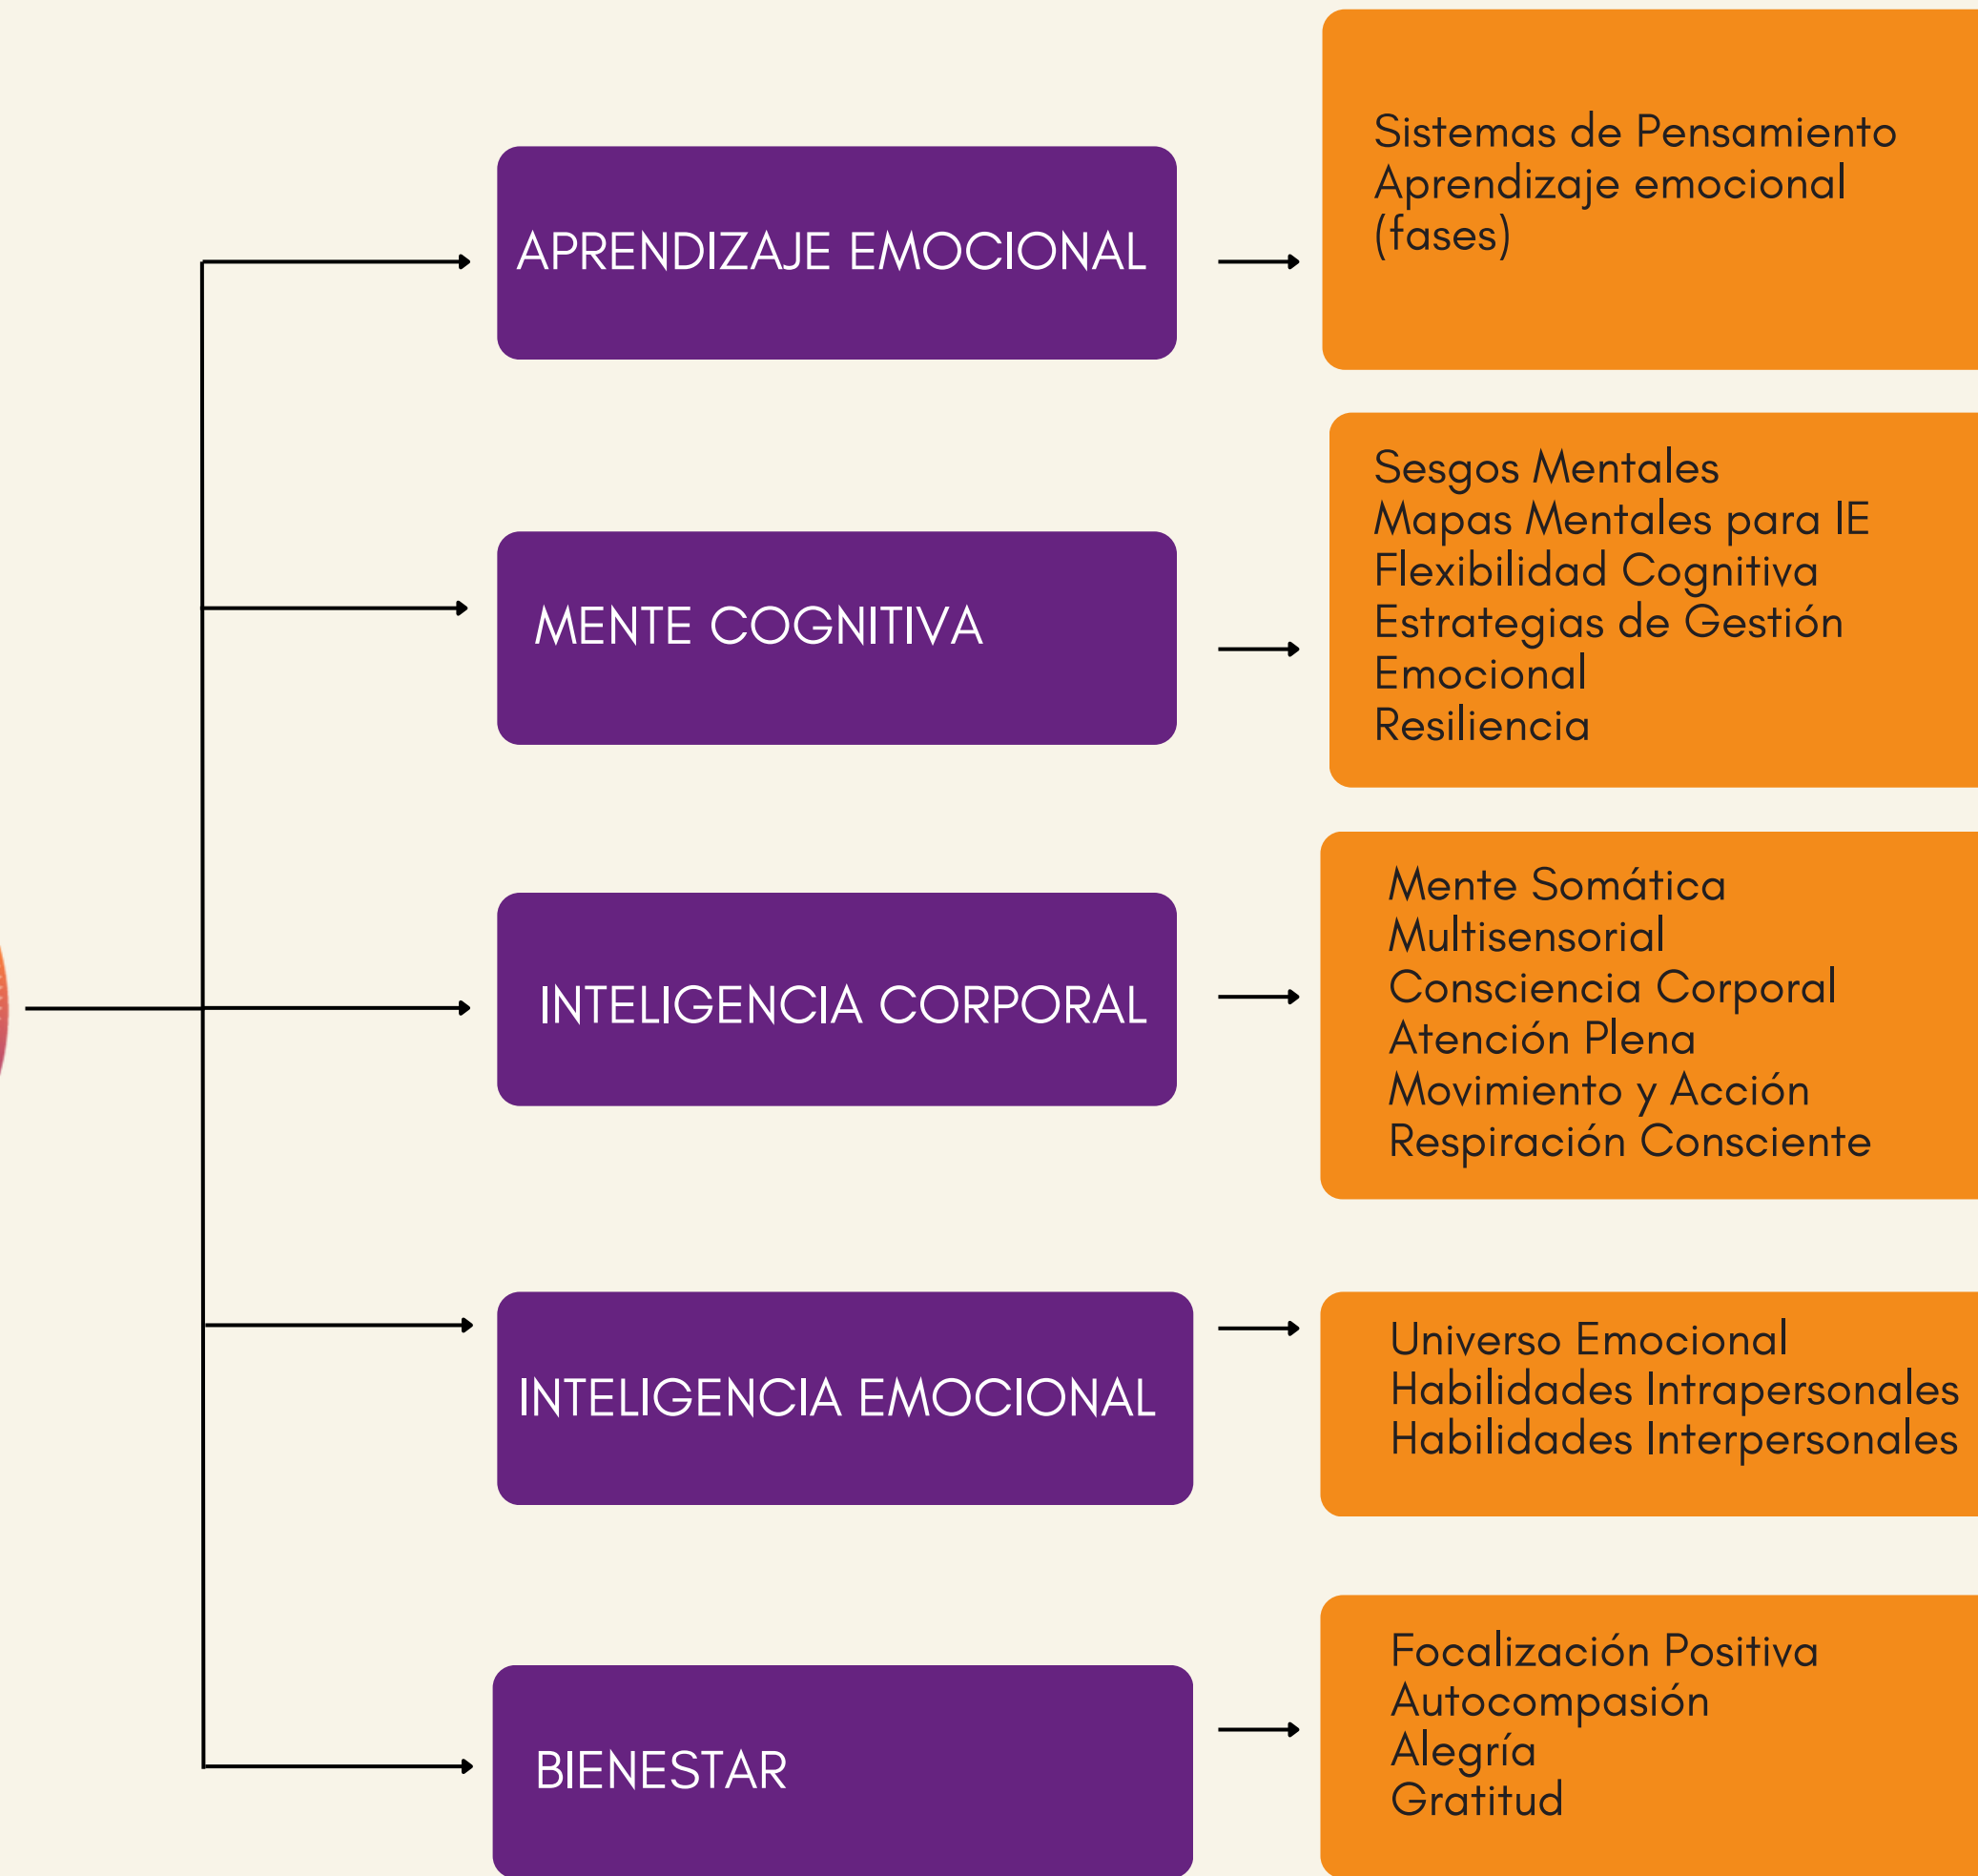 APRENDIZAJE EMOCIONAL
Sistemas de Pensamiento
Aprendizaje emocional
(fases)
MENTE COGNITIVA
Sesgos Mentales
Mapas Mentales para IE
Flexibilidad Cognitiva
Estrategias de Gestión
Emocional
Resiliencia
INTELIGENCIA CORPORAL
Mente Somática
Multisensorial
Consciencia Corporal
Atención Plena
Movimiento y Acción
Respiración Consciente
INTELIGENCIA EMOCIONAL
Universo Emocional
Habilidades Intrapersonales
Habilidades Interpersonales
BIENESTAR
Focalización Positiva
Autocompasión
Alegría
Gratitud